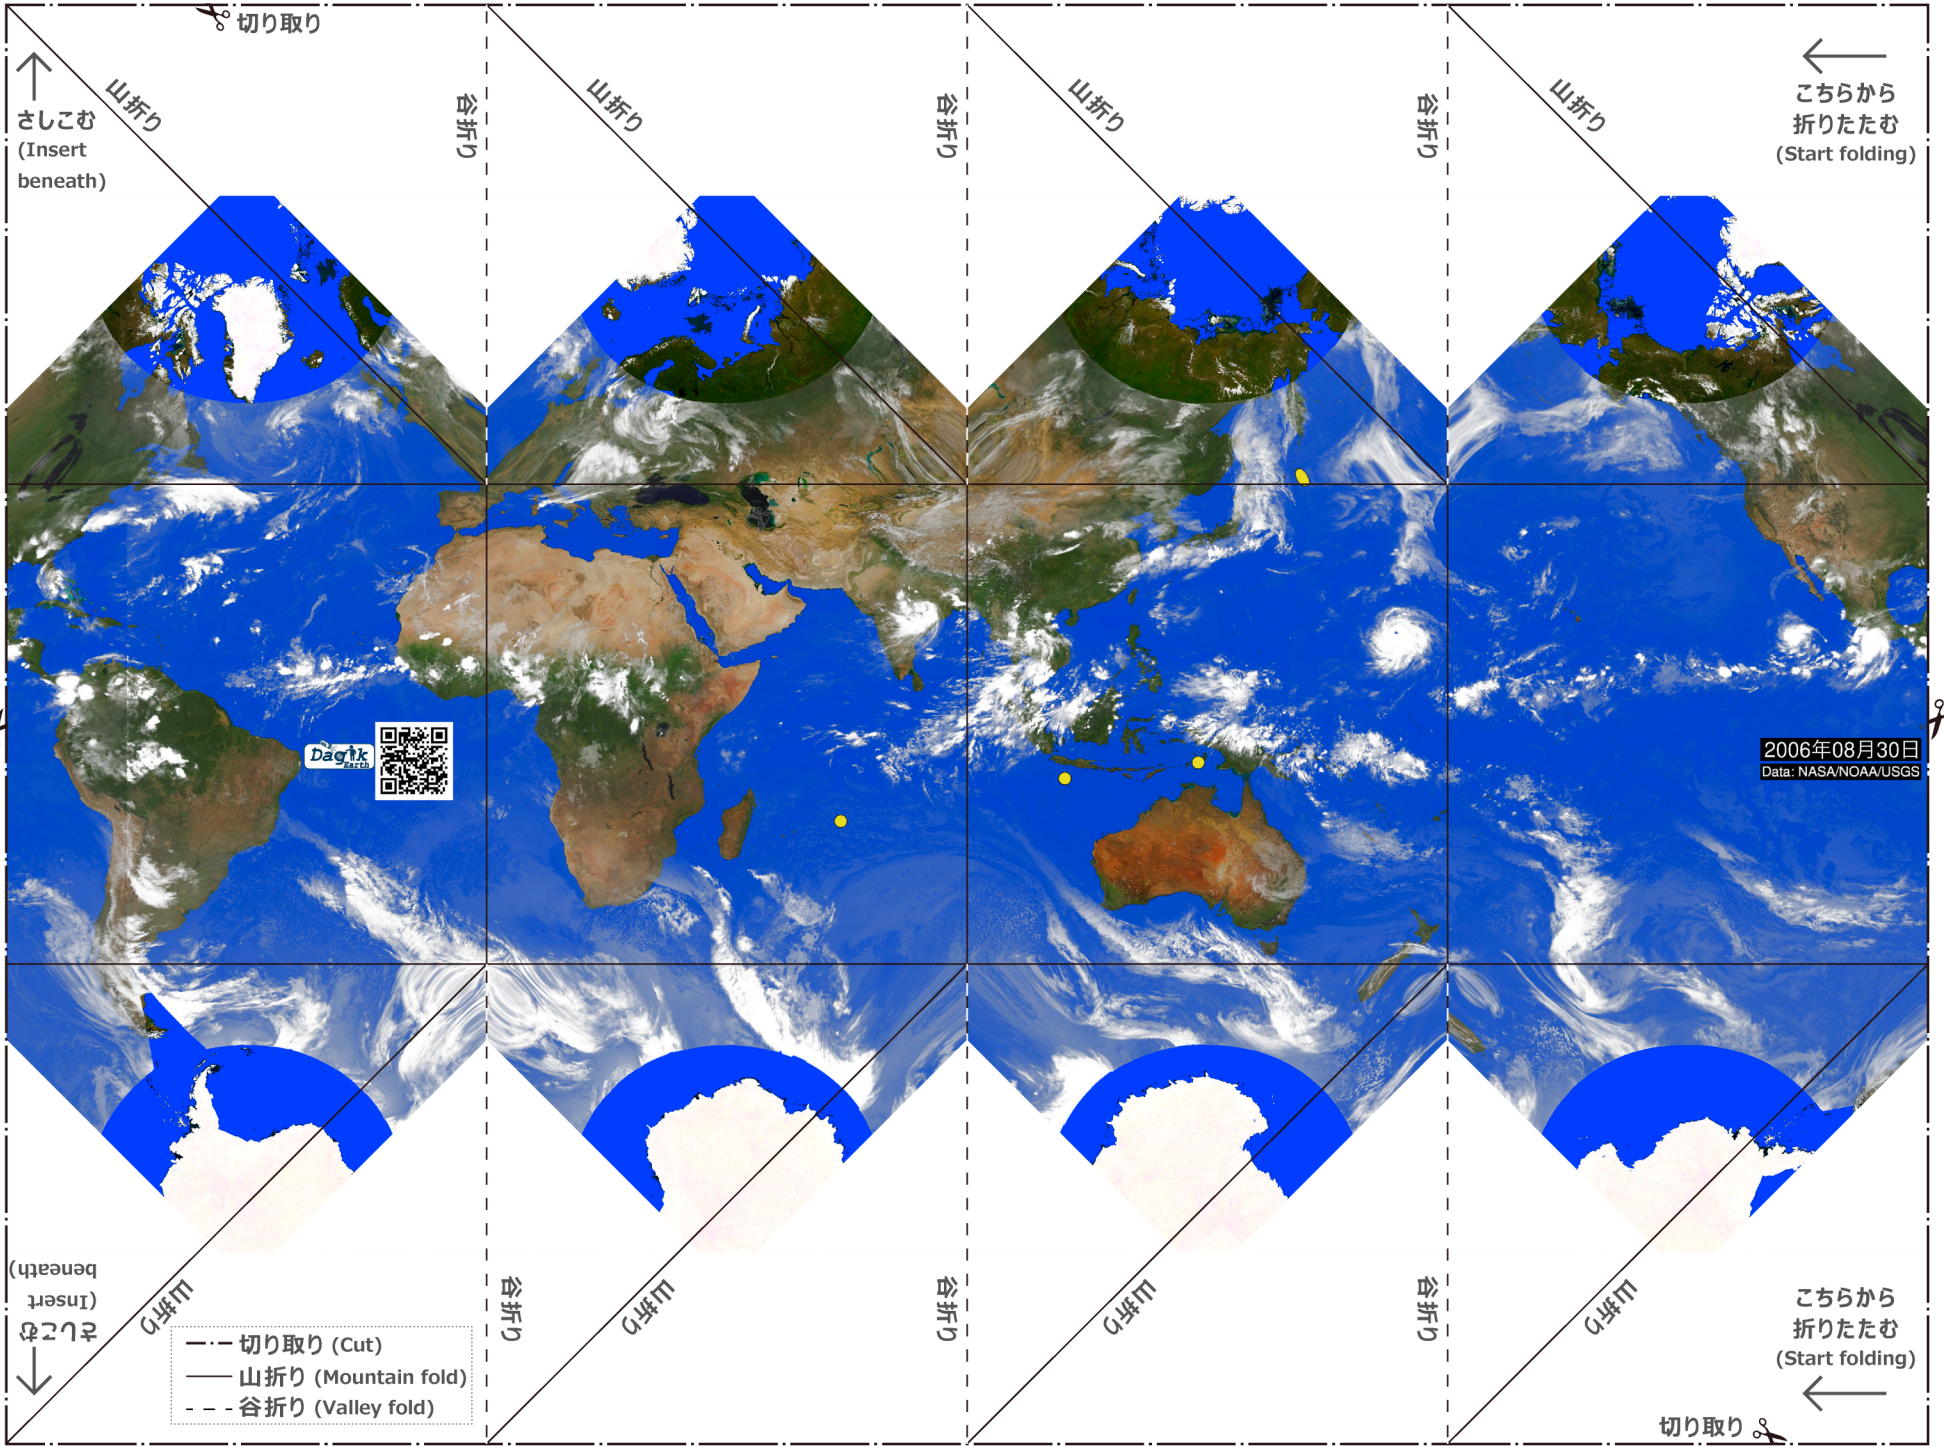 切り取り
山折り
谷折り
山折り
谷折り
山折り
谷折り
山折り
さしこむ
(Insert
beneath)
こちらから
折りたたむ
(Start folding)
Dagik
Earth
2006年08月30日
Data: NASA/NOAA/USGS
さしこむ
(Insert
beneath)
山折り
谷折り
山折り
谷折り
山折り
谷折り
山折り
こちらから
折りたたむ
(Start folding)
切り取り (Cut)
山折り (Mountain fold)
谷折り (Valley fold)
切り取り